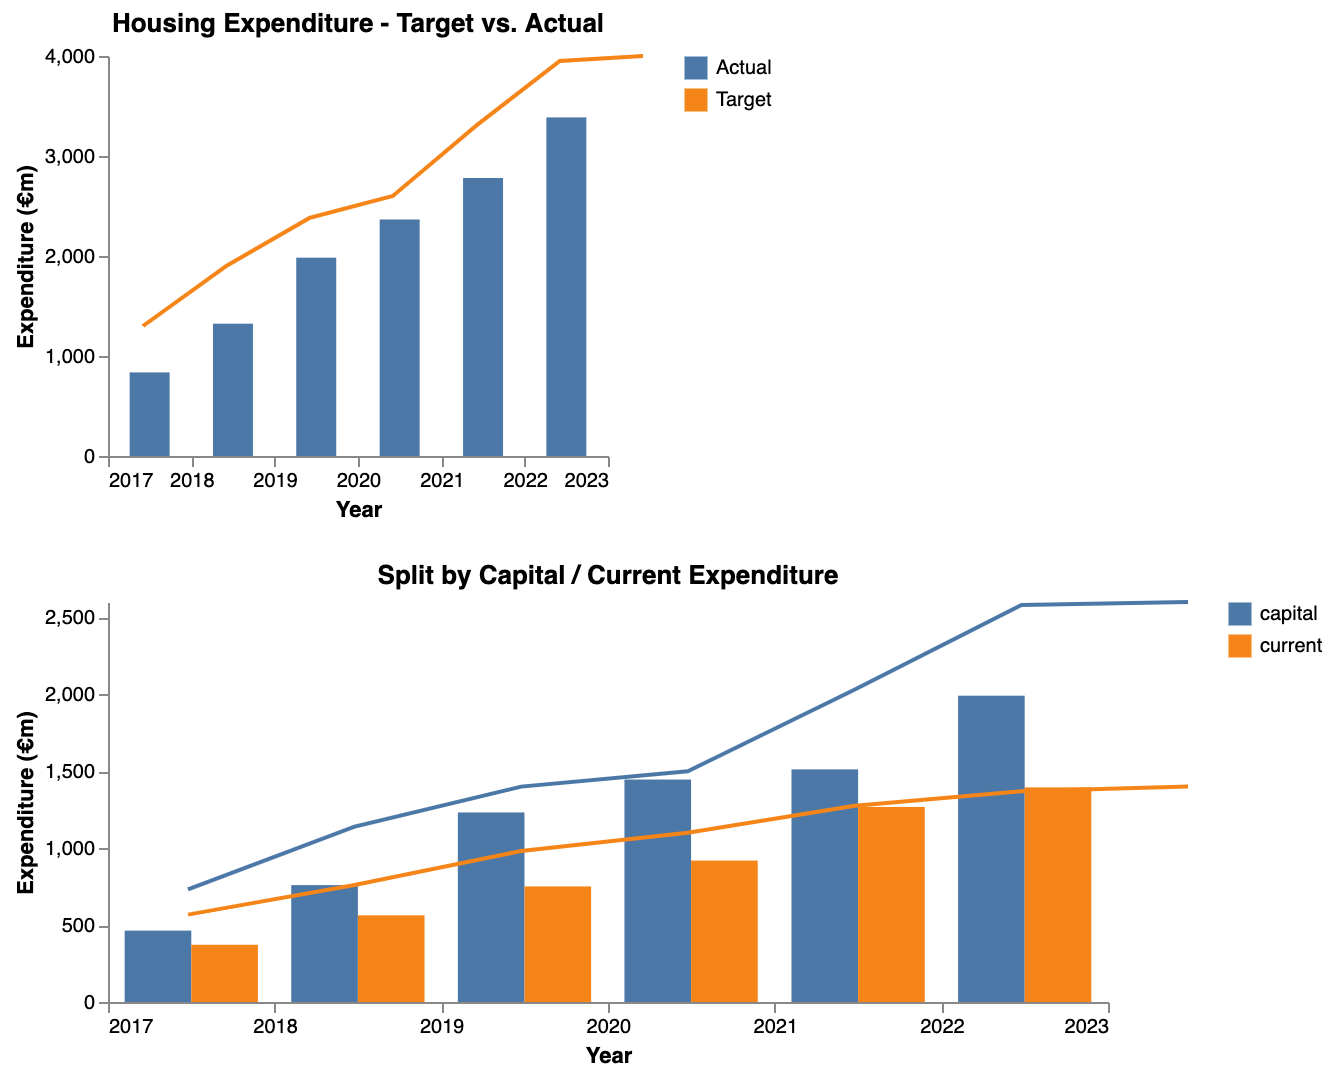 Housing Expenditure - Target vs. Actual
4,000
3,000
2,000
1,000
0
Expenditure (€m)
2017 2018 2019 2020 2021 2022 2023
Year
Actual
Target
Split by Capital / Current Expenditure
2,500
2,000
1,500
1,000
500
0
Expenditure (€m)
2017 2018 2019 2020 2021 2022 2023
Year
capital
current